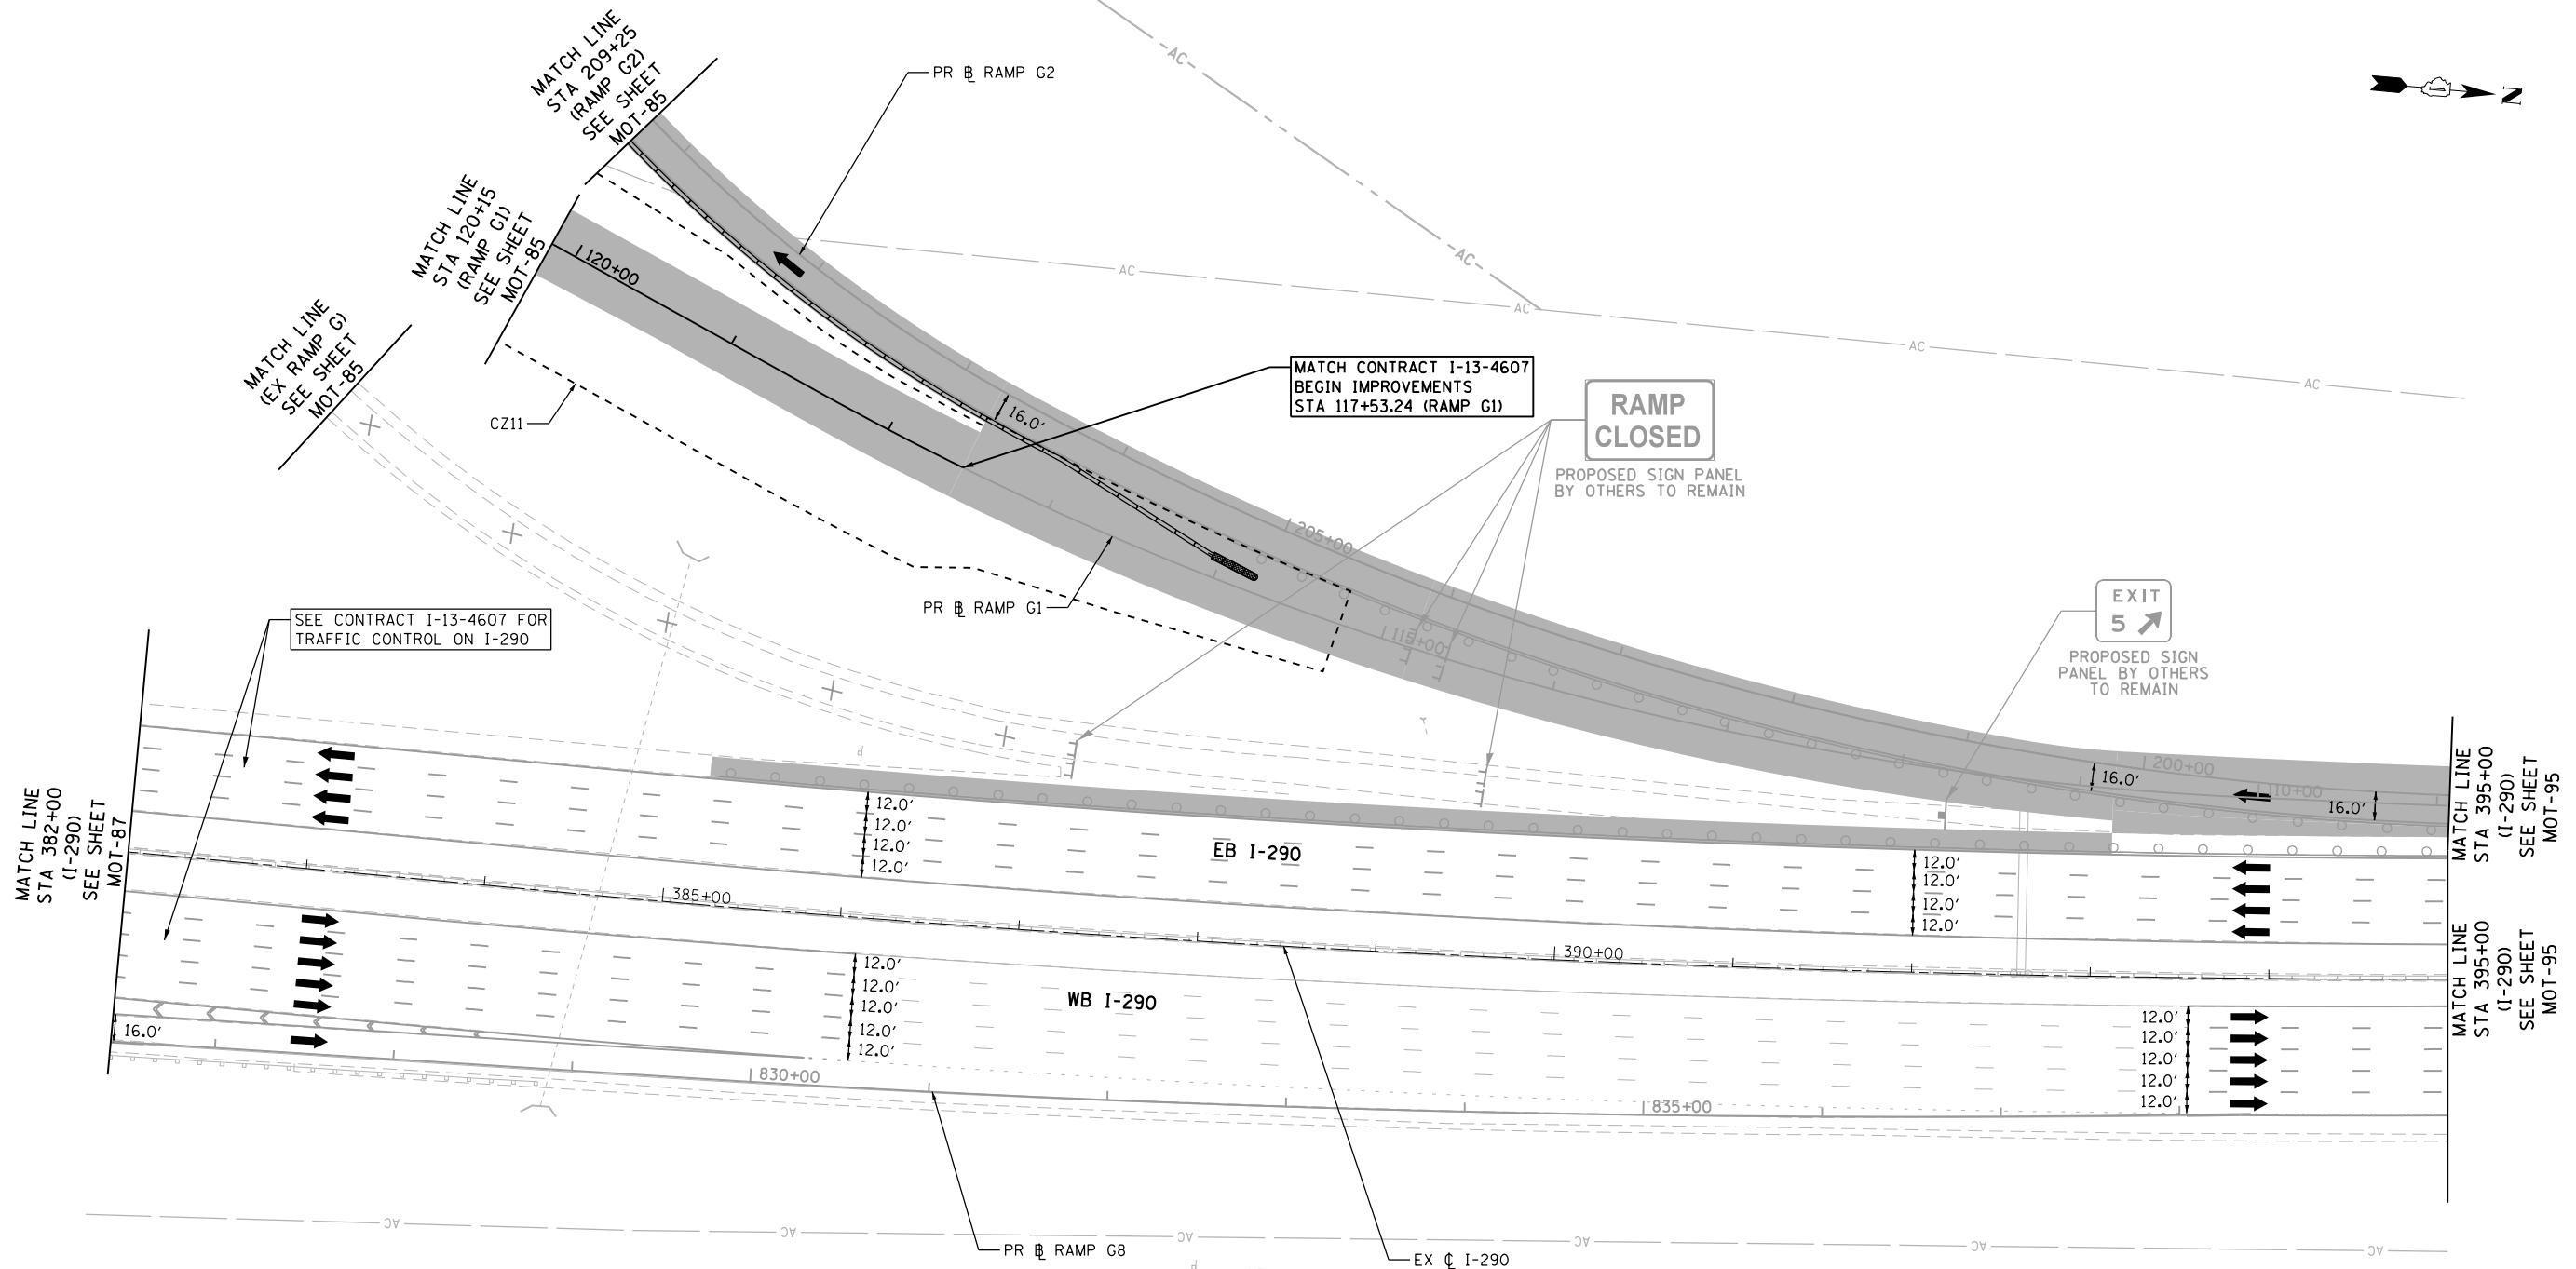 MATCH LINE
STA 209+25
(RAMP G2)
SEE SHEET
MOT-85
PR ℞ RAMP G2
AC
N
MATCH LINE
STA 120+15
(RAMP G1)
SEE SHEET
MOT-85
120+00
AC
AC
AC
AC
AC
MATCH LINE
(EX RAMP G)
SEE SHEET
MOT-85
CZ11
16.0'
MATCH CONTRACT I-13-4607
BEGIN IMPROVEMENTS
STA 117+53.24 (RAMP G1)
RAMP
CLOSED
PROPOSED SIGN PANEL
BY OTHERS TO REMAIN
205+00
PR RAMP G1
115+00
EXIT
5
PROPOSED SIGN
PANEL BY OTHERS
TO REMAIN
SEE CONTRACT I-13-4607 FOR
TRAFFIC CONTROL ON I-290
MATCH LINE
STA 382+00
(I-290)
SEE SHEET
MOT-87
200+00
16.0'
110+00
16.0'
MATCH LINE
STA 395+00
(I-290)
SEE SHEET
MOT-95
12.0'
12.0'
12.0'
12.0'
EB I-290
12.0'
12.0'
12.0'
12.0'
385+00
390+00
MATCH LINE
STA 395+00
(I-290)
SEE SHEET
MOT-95
12.0'
12.0'
12.0'
12.0'
12.0'
WB I-290
12.0'
12.0'
12.0'
12.0'
12.0'
16.0'
830+00
835+00
AC
AC
AC
AC
AC
AC
PR RAMP G8
EX ℄ I-290